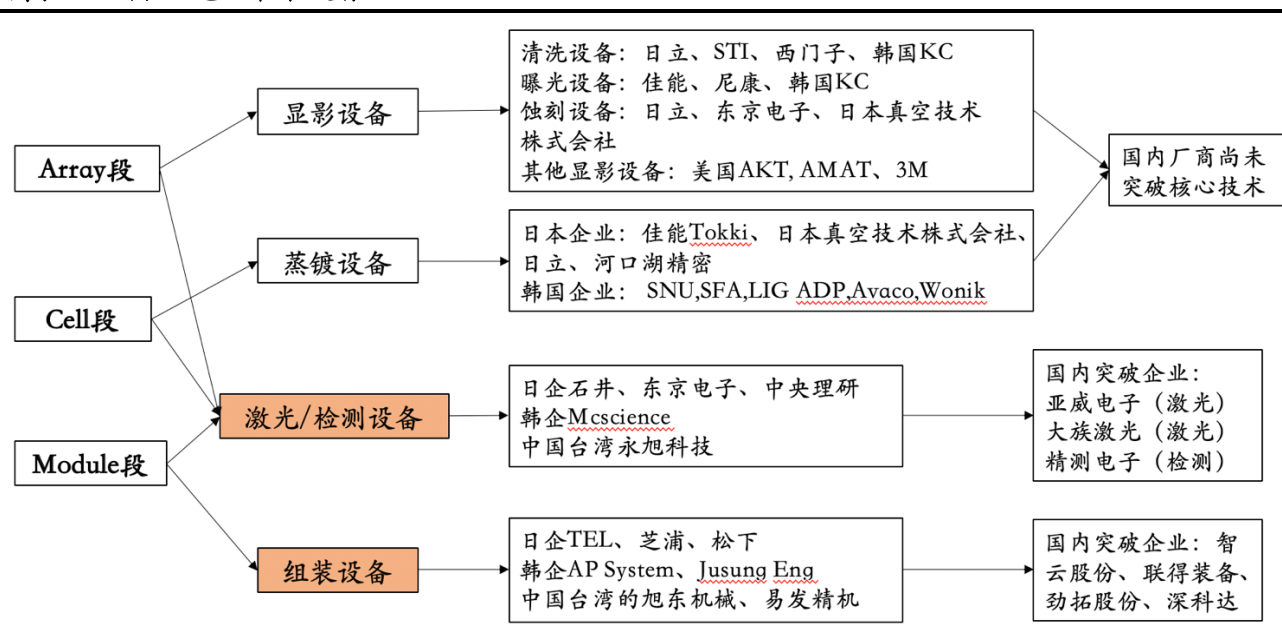 Array段
Cell段
Module段
显影设备
蒸镀设备
激光/检测设备
组装设备
清洗设备：日立、STI、西门子、韩国KC
曝光设备：佳能、尼康、韩国KC
蚀刻设备：日立、东京电子、日本真空技术
株式会社
其他显影设备：美国AKT, AMAT、3M
日本企业：佳能Tokki、日本真空技术株式会社、
日立、河口湖精密
韩国企业： SNU,SFA,LIG ADP,Avaco,Wonik
日企石井、东京电子、中央理研
韩企Mcscience
中国台湾永旭科技
日企TEL、芝浦、松下
韩企AP System、Jusung Eng
中国台湾的旭东机械、易发精机
国内厂商尚未
突破核心技术
国内突破企业：
亚威电子（激光）
大族激光（激光）
精测电子（检测）
国内突破企业：智
云股份、联得装备、
劲拓股份、深科达